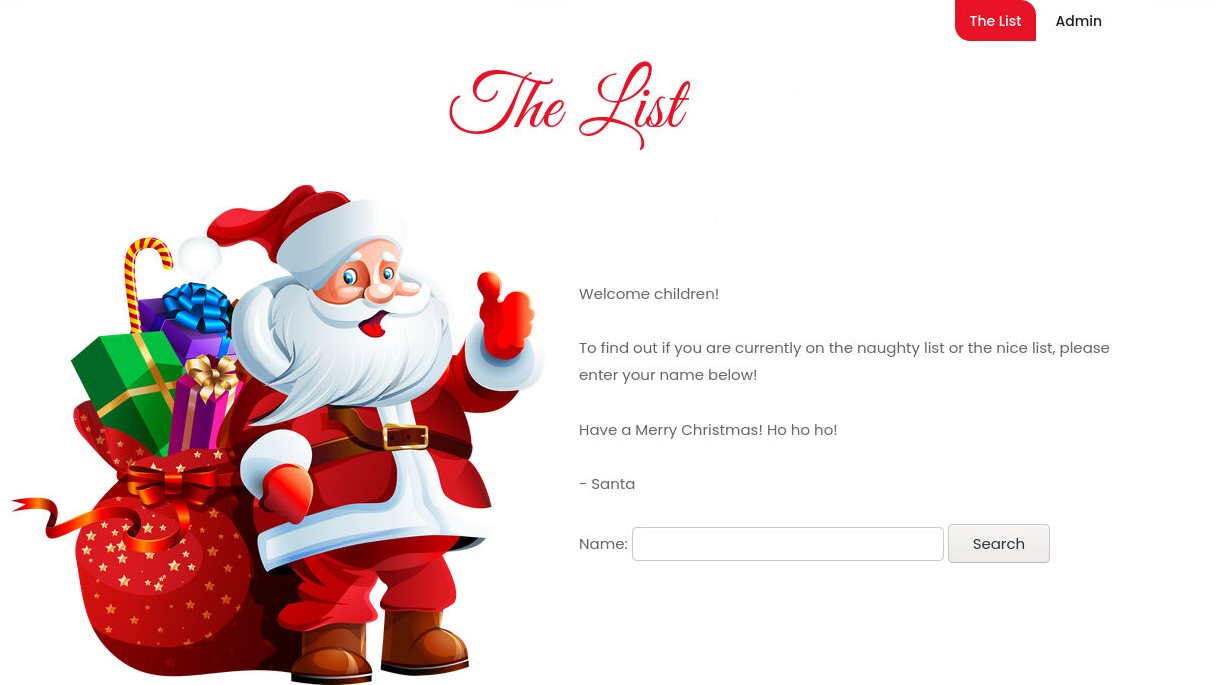 The List
Admin
The List
Welcome children!
To find out if you are currently on the naughty list or the nice list, please
enter your name below!
Have a Merry Christmas! Ho ho ho!
- Santa
Name:
Search